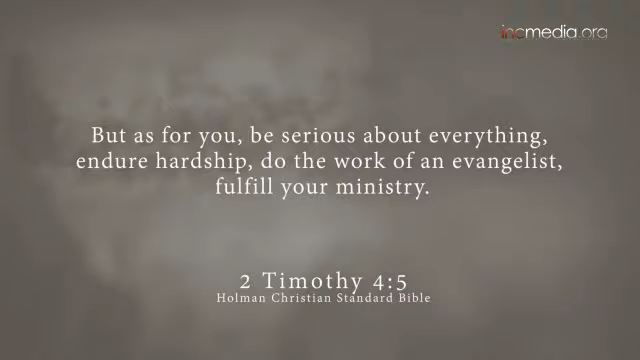 incmedia.org
But as for you, be serious about everything,
endure hardship, do the work of an evangelist,
fulfill your ministry.
2 Timothy 4:5
Holman Christian Standard Bible